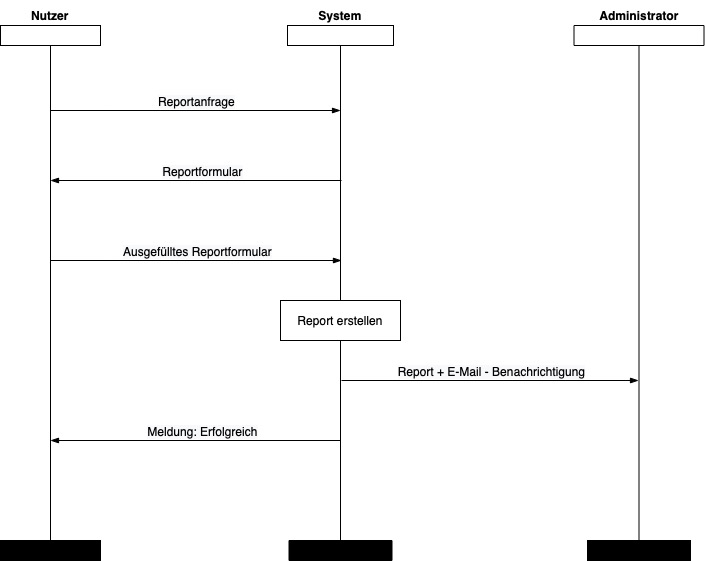 Nutzer
System
Administrator
Reportanfrage
Reportformular
Ausgefülltes Reportformular
Report erstellen
Report + E-Mail - Benachrichtigung
Meldung: Erfolgreich